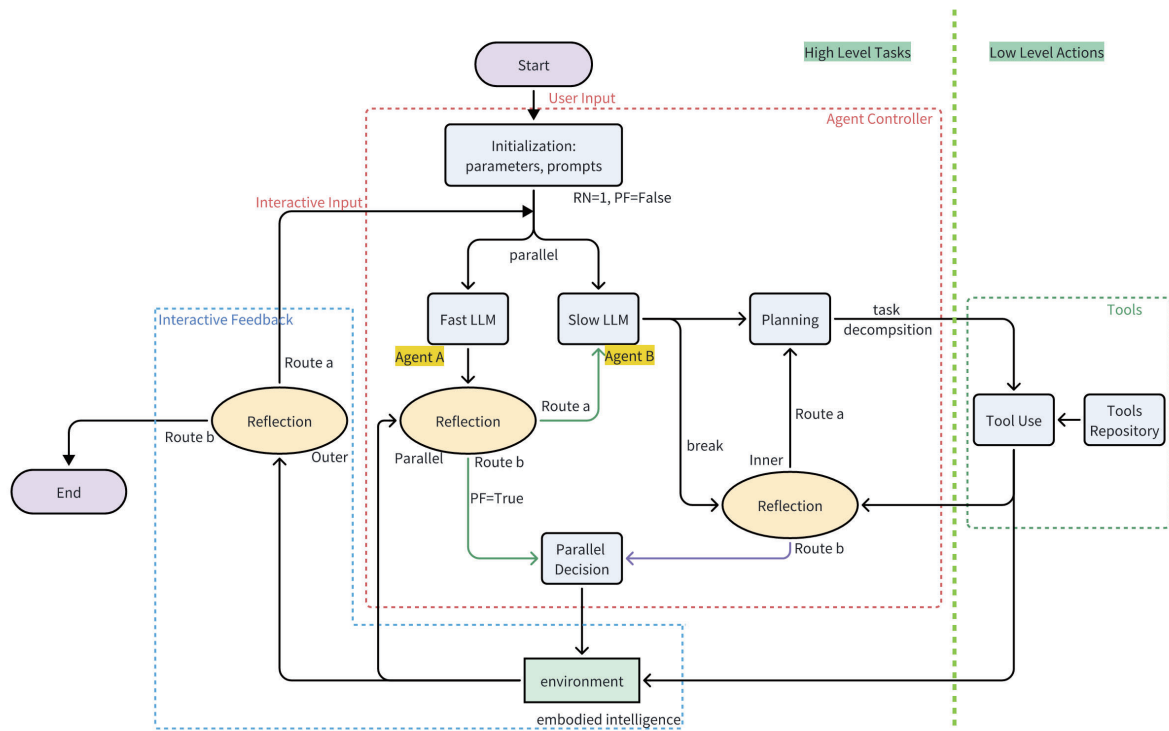 High Level Tasks
Low Level Actions
Start
User Input
Agent Controller
Initialization:
parameters, prompts
RN=1, PF=False
Interactive Input
parallel
Fast LLM
Slow LLM
Planning
task
decompsition
Tools
Interactive Feedback
Agent A
Agent B
Route a
Reflection
Route b
Outer
Reflection
Route a
Parallel
Route b
Route a
break
Inner
Tool Use
Tools
Repository
End
PF=True
Reflection
Route b
Parallel
Decision
environment
embodied intelligence